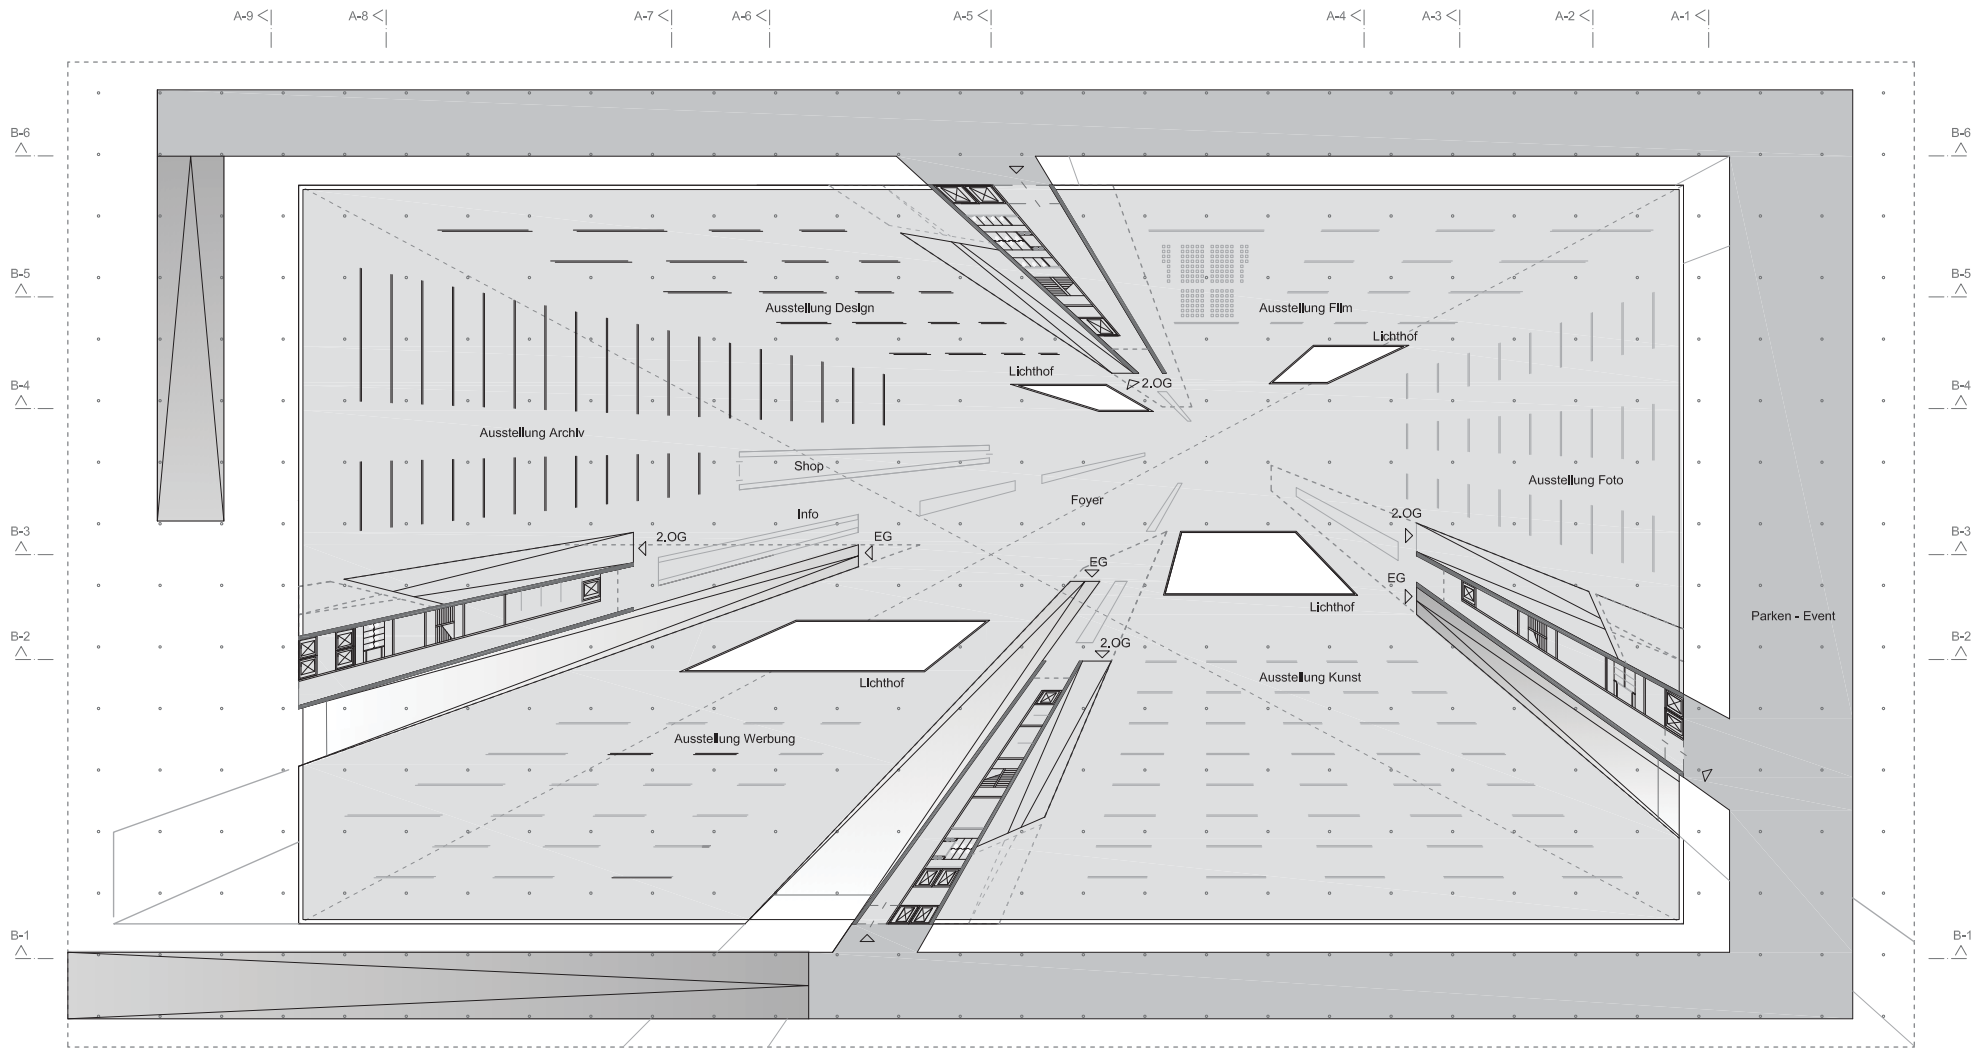 A-9 A-8 A-7 A-6 A-5 A-4 A-3 A-2 A-1
B-6 B-6
B-5 B-5
Ausstellung Design Ausstellung Film
Lichthof
Lichthof
2.OG
B-4 B-4
Ausstellung Archiv
Shop
Ausstellung Foto
Foyer
Info 2.OG
B-3 2.OG EG B-3
EG
EG
Lichthof
Parken - Event
B-2 2.OG B-2
Lichthof Ausstellung Kunst
Ausstellung Werbung
B-1 B-1